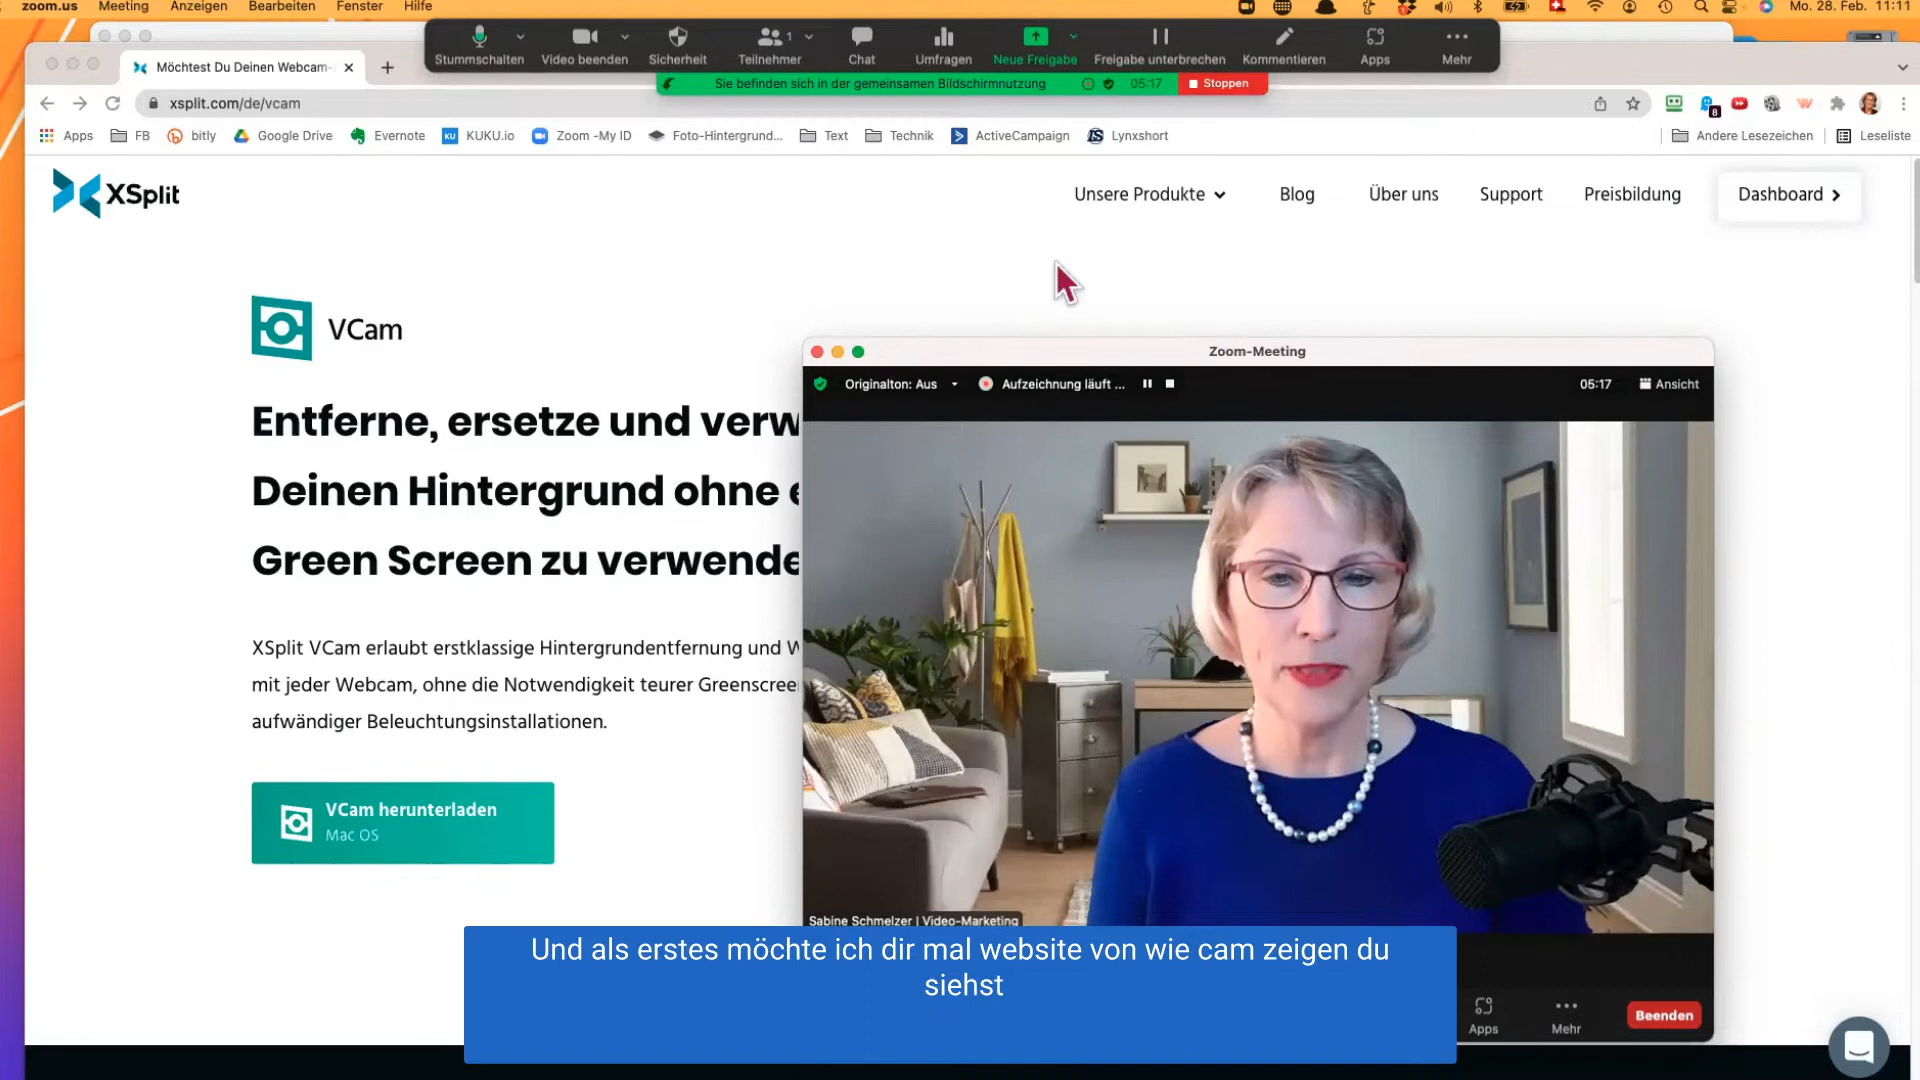 zoom.us Meeting Anzeigen Bearbeiten Fenster Hilfe
Mo. 28. Feb. 11:11
Stummschalten Video beenden Sicherheit Teilnehmer 1 Chat Umfragen Neue Freigabe Freigabe unterbrechen Kommentieren Apps Mehr
Sie befinden sich in der gemeinsamen Bildschirmnutzung 05:17 Stoppen
Möchtest Du Deinen Webcam-
xsplit.com/de/vcam
8
Apps FB bitly Google Drive Evernote KUKU.io Zoom -My ID Foto-Hintergrund... Text Technik ActiveCampaign Lynxshort Andere Lesezeichen Leseliste
XSplit
Unsere Produkte Blog Über uns Support Preisbildung Dashboard
VCam
Entferne, ersetze und verw
Deinen Hintergrund ohne e
Green Screen zu verwende
XSplit VCam erlaubt erstklassige Hintergrundentfernung und W
mit jeder Webcam, ohne die Notwendigkeit teurer Greenscree
aufwändiger Beleuchtungsinstallationen.
VCam herunterladen
Mac OS
Zoom-Meeting
Originalton: Aus Aufzeichnung läuft ... 05:17 Ansicht
Sabine Schmelzer | Video-Marketing
Apps Mehr Beenden
Und als erstes möchte ich dir mal website von wie cam zeigen du
siehst